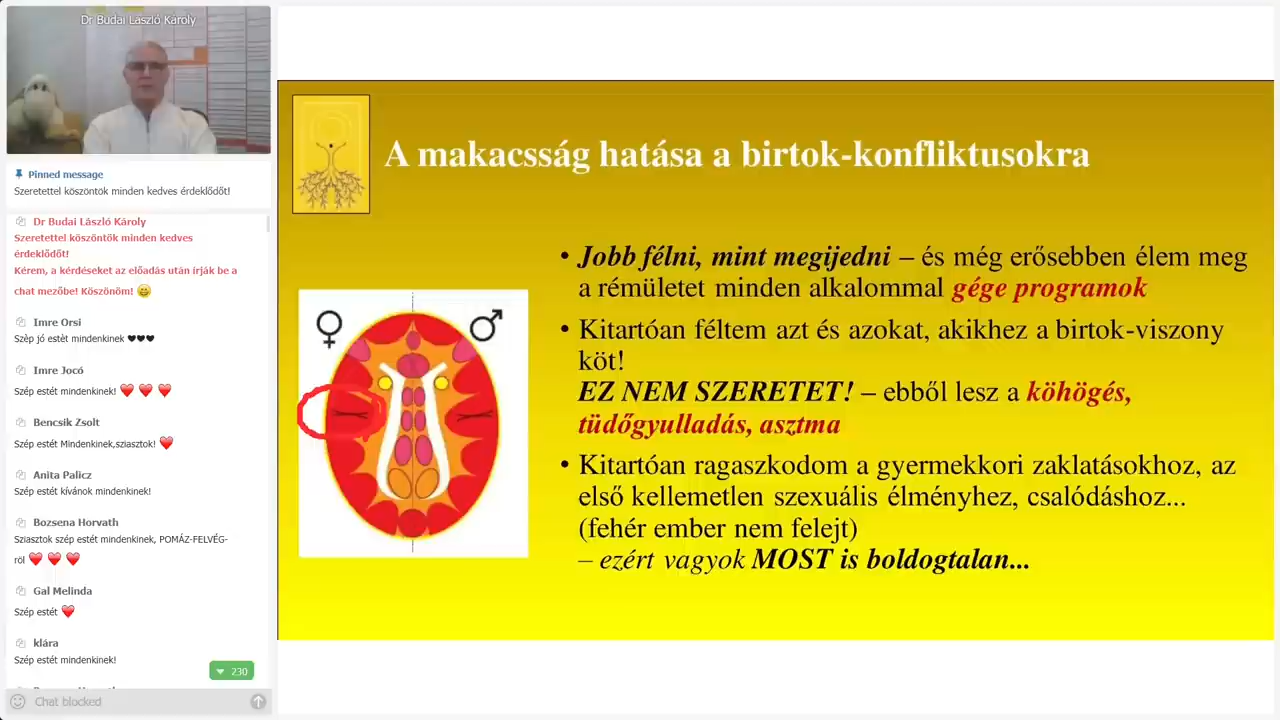 Dr Budai László Károly
Pinned message
Szeretettel köszöntök minden kedves érdeklődőt!
Dr Budai László Károly
Szeretettel köszöntök minden kedves
érdeklődőt!
Kérem, a kérdéseket az előadás után írják be a
chat mezőbe! Köszönöm! 😄
Imre Orsi
Szèp jó estèt mindenkinek ♥♥♥
Imre Jocó
Szép estét mindenkinek! ❤ ❤ ❤
Bencsik Zsolt
Szép estét Mindenkinek,sziasztok! ❤
Anita Palicz
Szép estét kívánok mindenkinek!
Bozsena Horvath
Sziasztok szép estét mindenkinek, POMÁZ-FELVÉG-
ről ❤ ❤ ❤
Gal Melinda
Szép estét ❤
klára
Szép estét mindenkinek!
230
Chat blocked
A makacsság hatása a birtok-konfliktusokra
♀ ♂
• Jobb félni, mint megijedni – és még erősebben élem meg
a rémületet minden alkalommal gége programok
• Kitartóan féltem azt és azokat, akikhez a birtok-viszony
köt!
EZ NEM SZERETET! – ebből lesz a köhögés,
tüdőgyulladás, asztma
• Kitartóan ragaszkodom a gyermekkori zaklatásokhoz, az
első kellemetlen szexuális élményhez, csalódáshoz...
(fehér ember nem felejt)
– ezért vagyok MOST is boldogtalan...